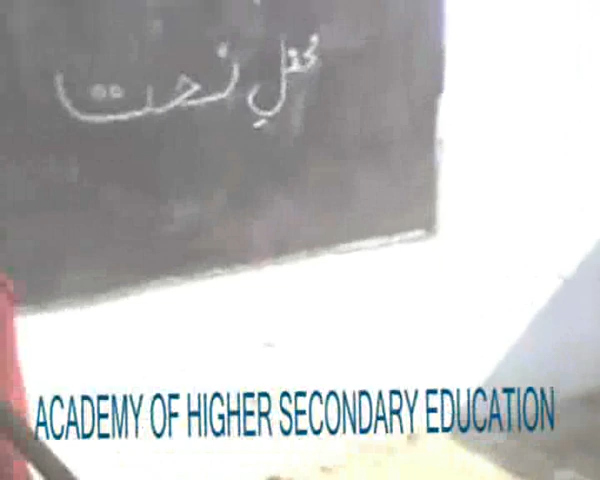 محفلِ نعت
ACADEMY OF HIGHER SECONDARY EDUCATION